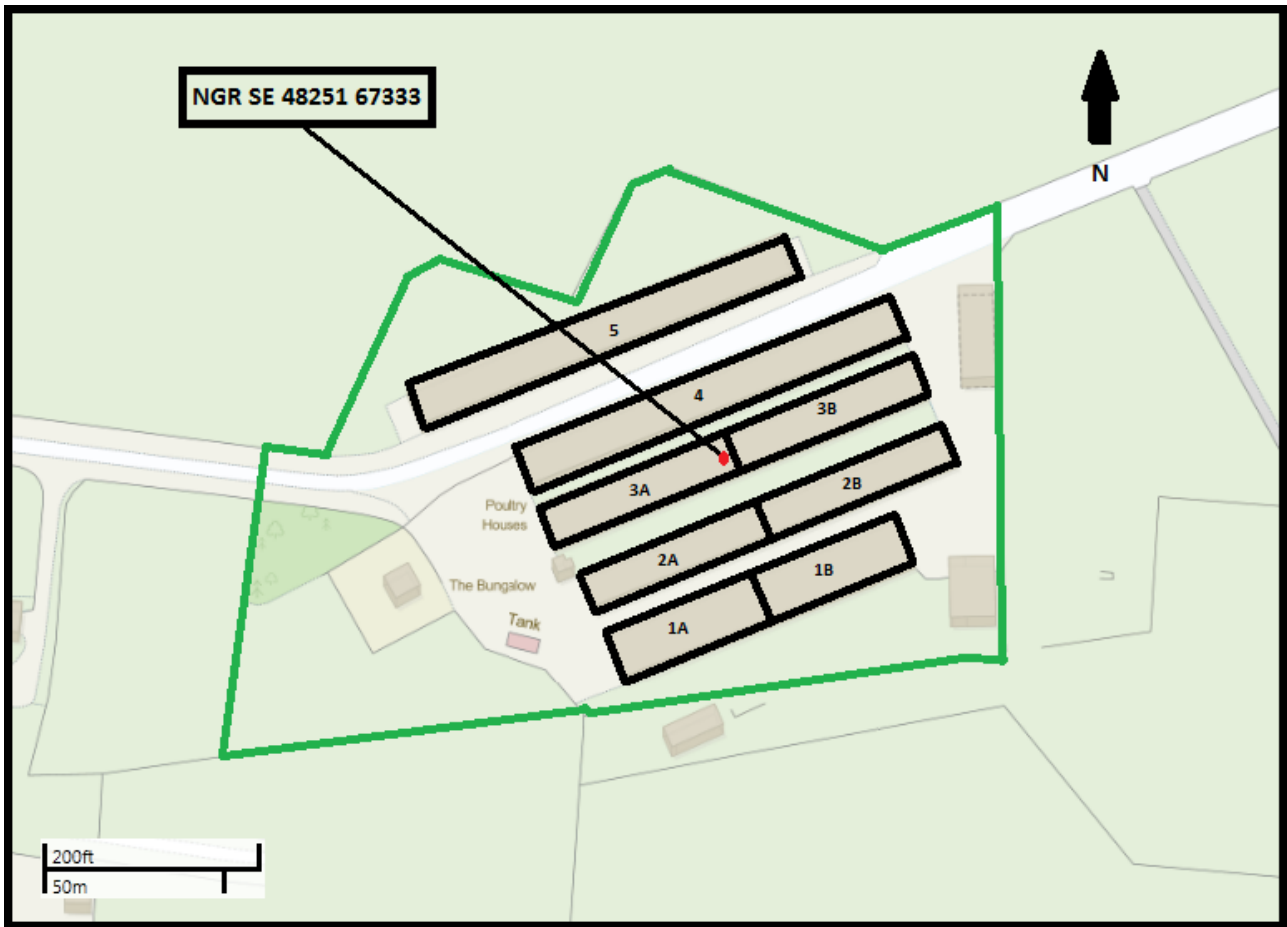 NGR SE 48251 67333
N
5
4
3B
3A
Poultry
Houses
2B
2A
The Bungalow
1B
1A
Tank
200ft
50m